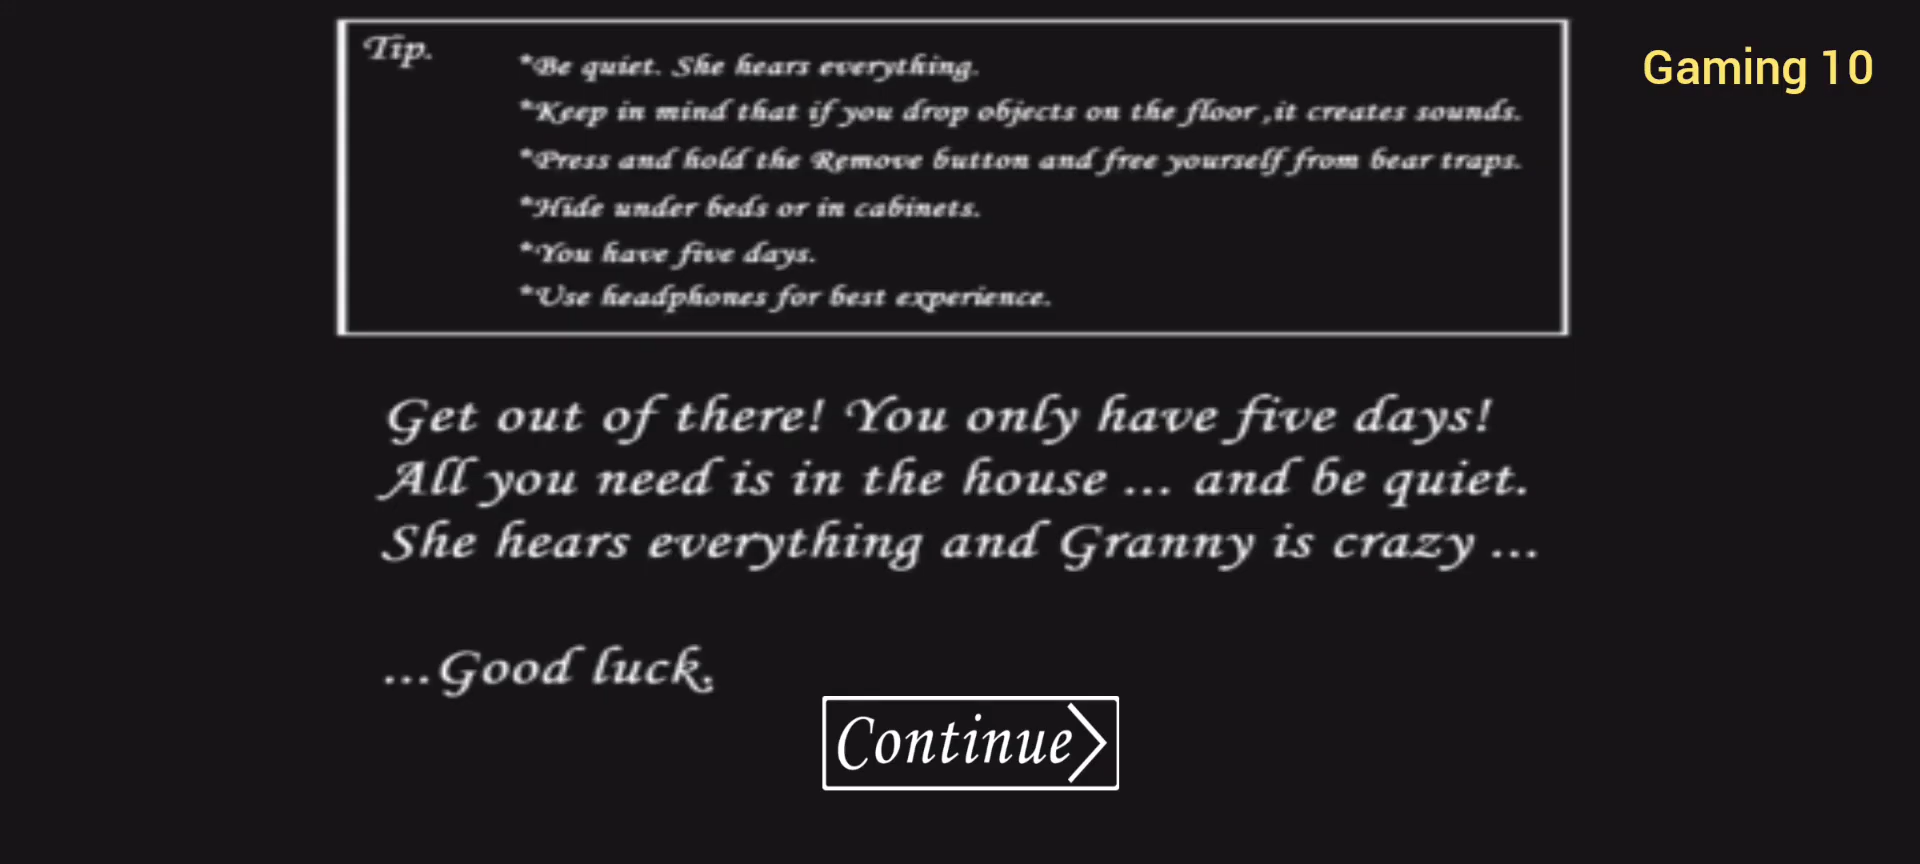 Tip.
*Be quiet. She hears everything.
*Keep in mind that if you drop objects on the floor ,it creates sounds.
*Press and hold the Remove button and free yourself from bear traps.
*Hide under beds or in cabinets.
*You have five days.
*Use headphones for best experience.
Gaming 10
Get out of there! You only have five days!
All you need is in the house ... and be quiet.
She hears everything and Granny is crazy ...
...Good luck.
Continue>